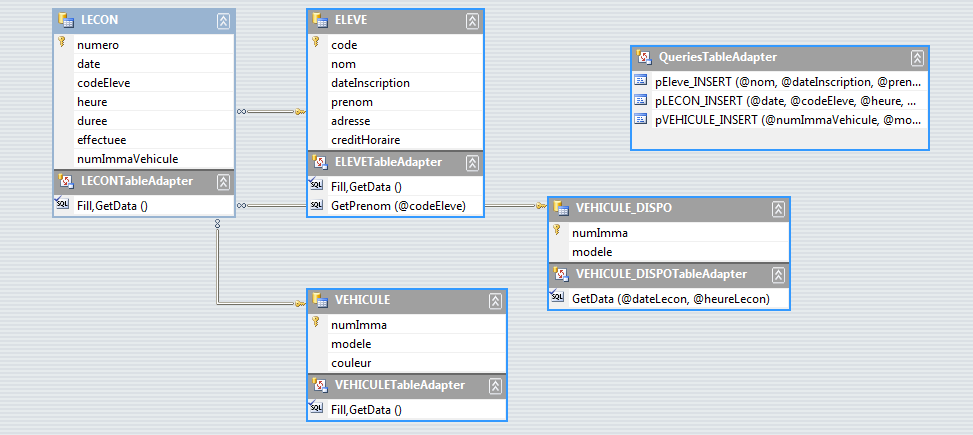 LECON
numero
date
codeEleve
heure
duree
effectuee
numImmaVehicule
LECONTableAdapter
SQL Fill,GetData ()
ELEVE
code
nom
dateInscription
prenom
adresse
creditHoraire
ELEVETableAdapter
SQL Fill,GetData ()
SQL GetPrenom (@codeEleve)
QueriesTableAdapter
pEleve_INSERT (@nom, @dateInscription, @pren...
pLECON_INSERT (@date, @codeEleve, @heure, ...
pVEHICULE_INSERT (@numImmaVehicule, @mo...
VEHICULE_DISPO
numImma
modele
VEHICULE_DISPOTableAdapter
SQL GetData (@dateLecon, @heureLecon)
VEHICULE
numImma
modele
couleur
VEHICULETableAdapter
SQL Fill,GetData ()